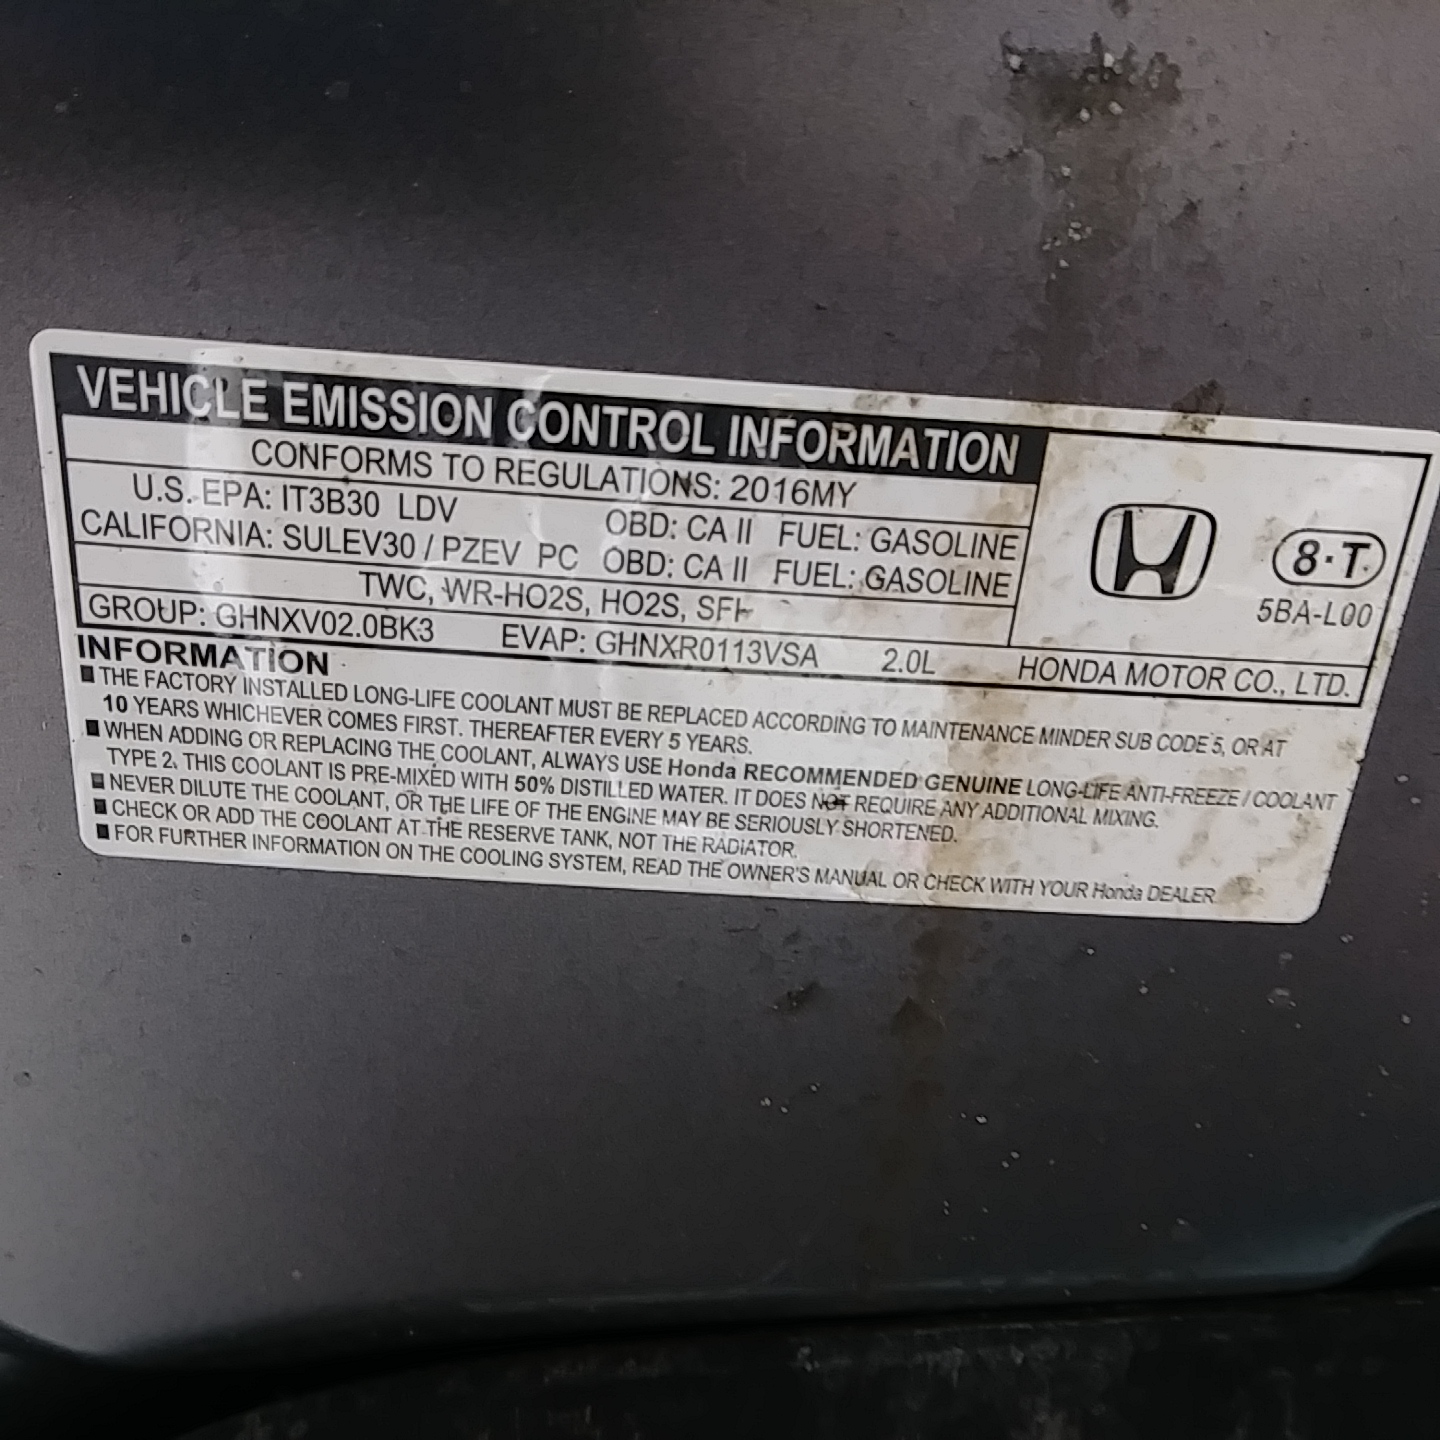 VEHICLE EMISSION CONTROL INFORMATION
CONFORMS TO REGULATIONS: 2016MY
U.S. EPA: IT3B30 LDV OBD: CA II FUEL: GASOLINE
CALIFORNIA: SULEV30 / PZEV PC OBD: CA II FUEL: GASOLINE
TWC, WR-HO2S, HO2S, SFI
8·T
5BA-L00
GROUP: GHNXV02.0BK3 EVAP: GHNXR0113VSA 2.0L HONDA MOTOR CO., LTD.
INFORMATION
■ THE FACTORY INSTALLED LONG-LIFE COOLANT MUST BE REPLACED ACCORDING TO MAINTENANCE MINDER SUB CODE 5, OR AT
10 YEARS WHICHEVER COMES FIRST. THEREAFTER EVERY 5 YEARS.
■ WHEN ADDING OR REPLACING THE COOLANT, ALWAYS USE Honda RECOMMENDED GENUINE LONG-LIFE ANTI-FREEZE / COOLANT
TYPE 2. THIS COOLANT IS PRE-MIXED WITH 50% DISTILLED WATER. IT DOES NOT REQUIRE ANY ADDITIONAL MIXING.
■ NEVER DILUTE THE COOLANT, OR THE LIFE OF THE ENGINE MAY BE SERIOUSLY SHORTENED.
■ CHECK OR ADD THE COOLANT AT THE RESERVE TANK, NOT THE RADIATOR.
■ FOR FURTHER INFORMATION ON THE COOLING SYSTEM, READ THE OWNER'S MANUAL OR CHECK WITH YOUR Honda DEALER.